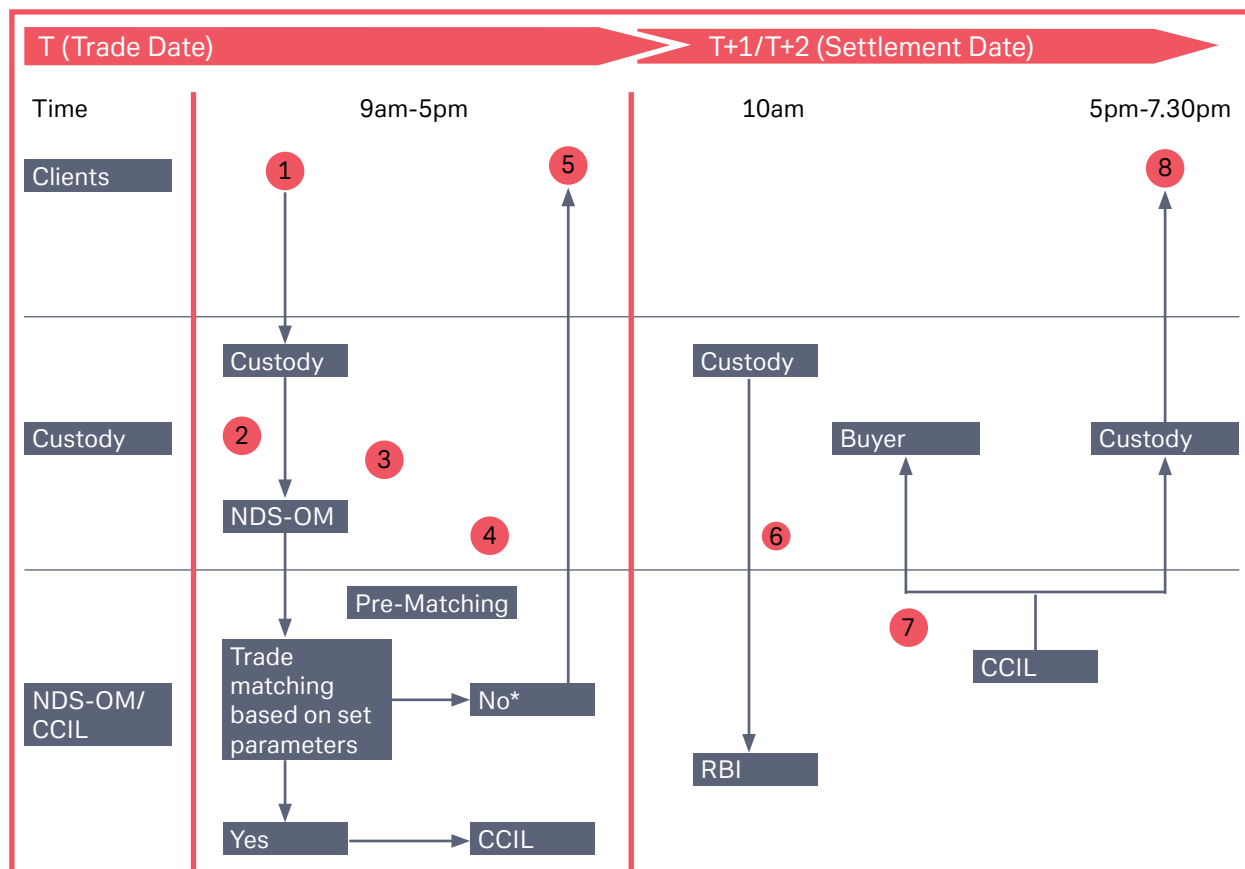 T (Trade Date)
T+1/T+2 (Settlement Date)
Time
9am-5pm
10am
5pm-7.30pm
Clients
1
5
8
Custody
Custody
Custody
2
3
Buyer
Custody
NDS-OM
4
6
Pre-Matching
7
Trade
matching
based on set
parameters
No*
CCIL
NDS-OM/
CCIL
RBI
Yes
CCIL